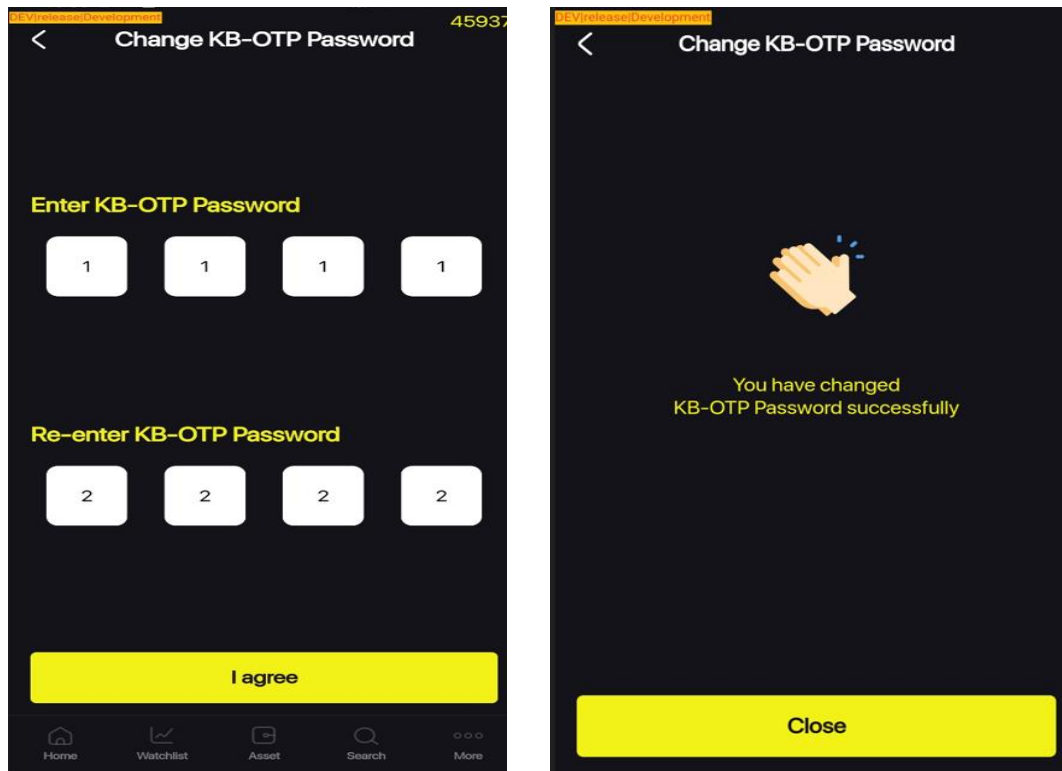 DEV|release|Development
45937
Change KB-OTP Password
Enter KB-OTP Password
1 1 1 1
Re-enter KB-OTP Password
2 2 2 2
I agree
Home Watchlist Asset Search More
DEV|release|Development
Change KB-OTP Password
You have changed
KB-OTP Password successfully
Close